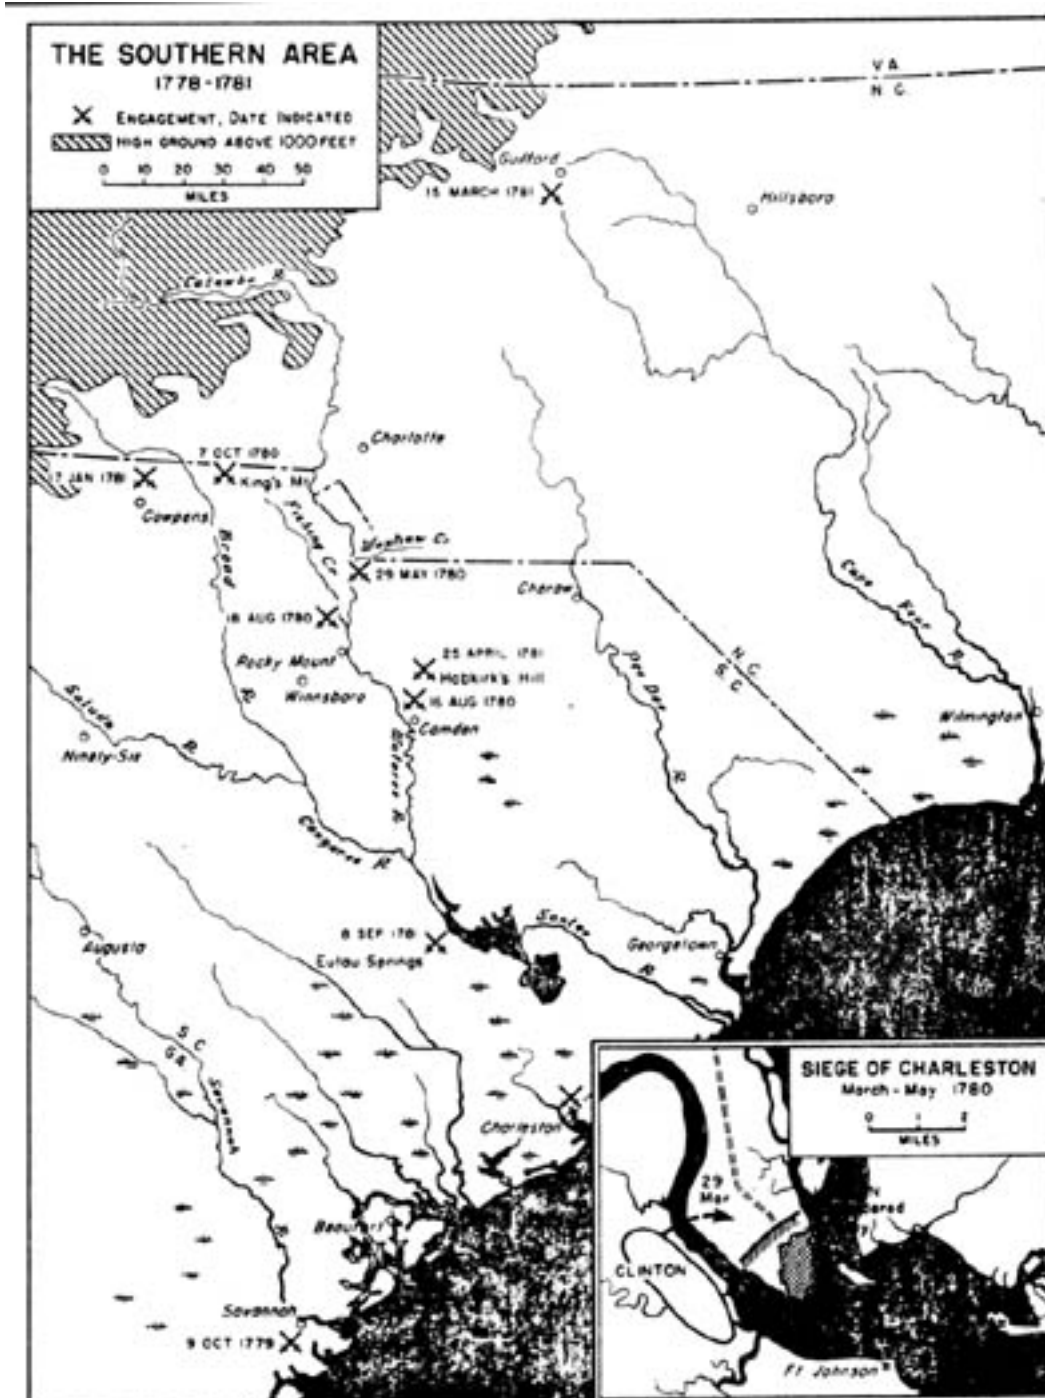 THE SOUTHERN AREA
1778-1781
ENGAGEMENT, DATE INDICATED
HIGH GROUND ABOVE 1000 FEET
0 10 20 30 40 50
MILES
VA.
N. C.
Guilford
15 MARCH 1781
Hillsboro
Catawba R.
Charlotte
7 OCT 1780
17 JAN 1781
King's Mt
Cowpens
Fishing Cr
Waxhaw Cr
Broad
R.
29 MAY 1780
Cheraw
18 AUG 1780
Cape Fear R.
Rocky Mount
25 APRIL 1781
Hobkirk's Hill
Winnsboro
16 AUG 1780
Camden
N. C.
S. C.
Pee Dee
R
Wilmington
Saluda
R.
Ninety-Six
Wateree R.
Congaree R.
Santee
R
8 SEP 1781
Eutau Springs
Georgetown
Augusta
S. C.
GA
Savannah
R
Charleston
Beaufort
Savannah
9 OCT 1779
SIEGE OF CHARLESTON
March-May 1780
0 1 2
MILES
29
Mar
CLINTON
Ft Johnson